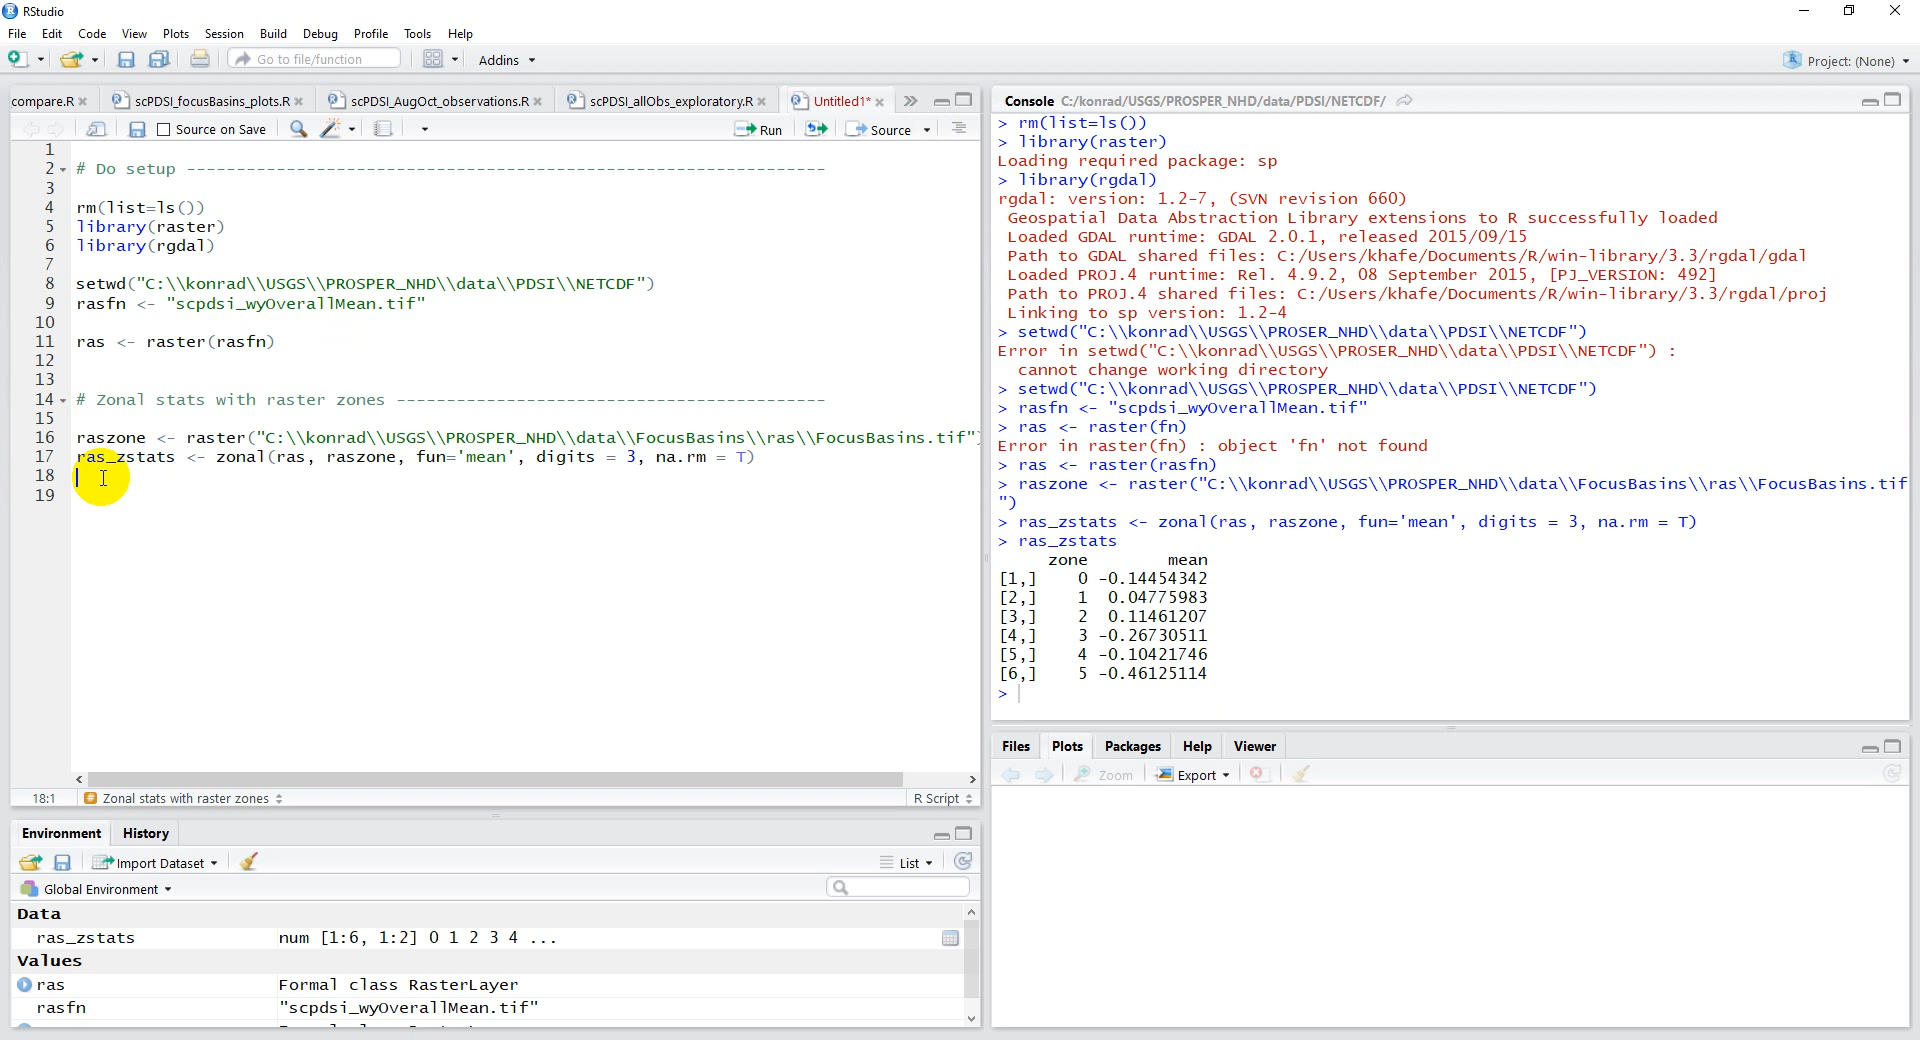 RStudio
File Edit Code View Plots Session Build Debug Profile Tools Help
Go to file/function Addins Project: (None)
compare.R scPDSI_focusBasins_plots.R scPDSI_AugOct_observations.R scPDSI_allObs_exploratory.R Untitled1*
Source on Save Run Source
1
2 # Do setup --------------------------------------------------------------------
3
4 rm(list=ls())
5 library(raster)
6 library(rgdal)
7
8 setwd("C:\\konrad\\USGS\\PROSPER_NHD\\data\\PDSI\\NETCDF")
9 rasfn <- "scpdsi_wyOverallMean.tif"
10
11 ras <- raster(rasfn)
12
13
14 # Zonal stats with raster zones --------------------------------------------
15
16 raszone <- raster("C:\\konrad\\USGS\\PROSPER_NHD\\data\\FocusBasins\\ras\\FocusBasins.tif")
17 ras_zstats <- zonal(ras, raszone, fun='mean', digits = 3, na.rm = T)
18
19
18:1 Zonal stats with raster zones R Script
Environment History
Import Dataset List
Global Environment
Data
ras_zstats num [1:6, 1:2] 0 1 2 3 4 ...
Values
ras Formal class RasterLayer
rasfn "scpdsi_wyOverallMean.tif"
Console C:/konrad/USGS/PROSPER_NHD/data/PDSI/NETCDF/
> rm(list=ls())
> library(raster)
Loading required package: sp
> library(rgdal)
rgdal: version: 1.2-7, (SVN revision 660)
Geospatial Data Abstraction Library extensions to R successfully loaded
Loaded GDAL runtime: GDAL 2.0.1, released 2015/09/15
Path to GDAL shared files: C:/Users/khafe/Documents/R/win-library/3.3/rgdal/gdal
Loaded PROJ.4 runtime: Rel. 4.9.2, 08 September 2015, [PJ_VERSION: 492]
Path to PROJ.4 shared files: C:/Users/khafe/Documents/R/win-library/3.3/rgdal/proj
Linking to sp version: 1.2-4
> setwd("C:\\konrad\\USGS\\PROSER_NHD\\data\\PDSI\\NETCDF")
Error in setwd("C:\\konrad\\USGS\\PROSER_NHD\\data\\PDSI\\NETCDF") :
cannot change working directory
> setwd("C:\\konrad\\USGS\\PROSPER_NHD\\data\\PDSI\\NETCDF")
> rasfn <- "scpdsi_wyOverallMean.tif"
> ras <- raster(fn)
Error in raster(fn) : object 'fn' not found
> ras <- raster(rasfn)
> raszone <- raster("C:\\konrad\\USGS\\PROSPER_NHD\\data\\FocusBasins\\ras\\FocusBasins.tif
")
> ras_zstats <- zonal(ras, raszone, fun='mean', digits = 3, na.rm = T)
> ras_zstats
zone mean
[1,] 0 -0.14454342
[2,] 1 0.04775983
[3,] 2 0.11461207
[4,] 3 -0.26730511
[5,] 4 -0.10421746
[6,] 5 -0.46125114
>
Files Plots Packages Help Viewer
Zoom Export